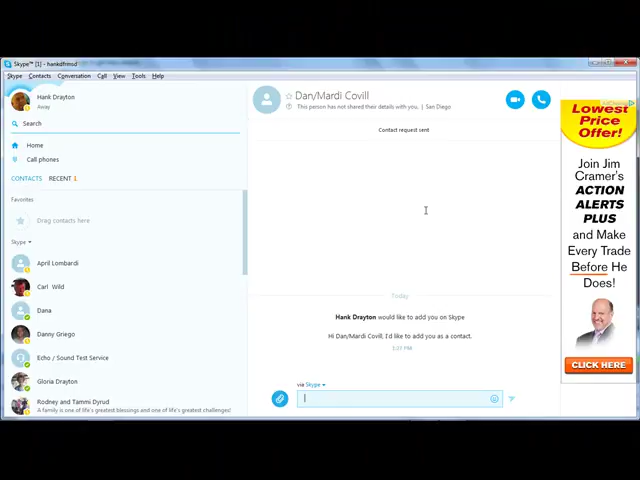 Skype™ [1] - hankdfrmsd
Skype Contacts Conversation Call View Tools Help
Hank Drayton
Away
Search
Home
Call phones
CONTACTS RECENT 1
Favorites
Drag contacts here
Skype
April Lombardi
Carl Wild
Dana
Danny Griego
Echo / Sound Test Service
Gloria Drayton
Rodney and Tammi Dyrud
A family is one of life's greatest blessings and one of life's greatest challenges!
Dan/Mardi Covill
This person has not shared their details with you. | San Diego
Contact request sent
Today
Hank Drayton would like to add you on Skype
Hi Dan/Mardi Covill, I'd like to add you as a contact.
via Skype
Lowest
Price
Offer!
Join Jim
Cramer's
ACTION
ALERTS
PLUS
and Make
Every Trade
Before He
Does!
CLICK HERE